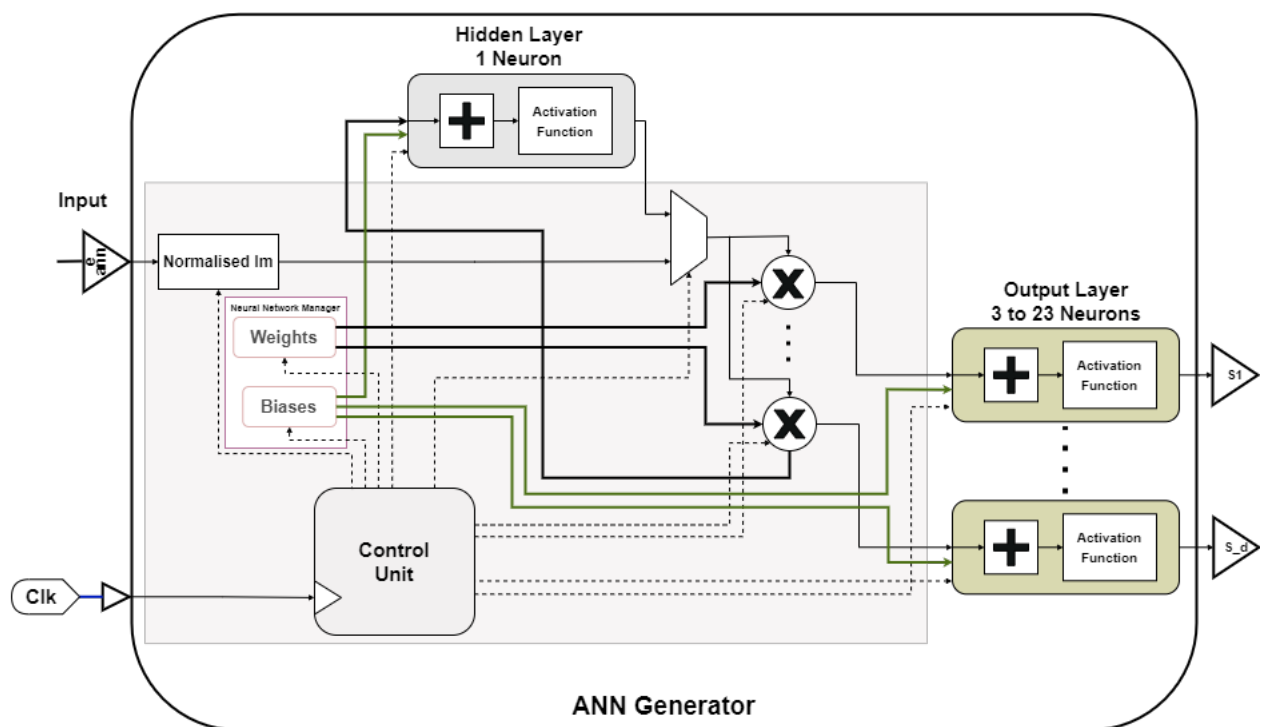 Hidden Layer
1 Neuron
Activation
Function
Input
e_ann
Normalised Im
Neural Network Manager
Weights
Biases
Output Layer
3 to 23 Neurons
Activation
Function
S1
Control
Unit
Activation
Function
S_d
Clk
ANN Generator